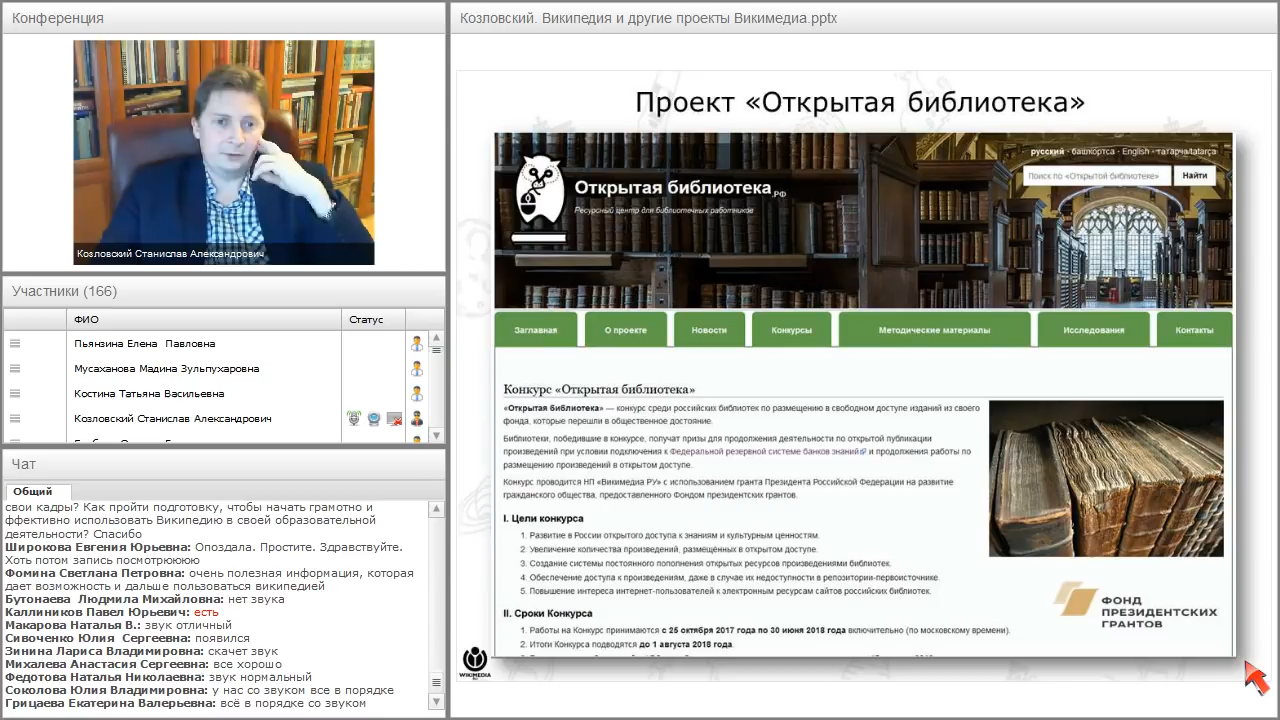 Конференция
Козловский Станислав Александрович
Участники (166)
ФИО
Статус
Пыхтина Елена Павловна
Мусаханова Мадина Зульпухаровна
Костина Татьяна Васильевна
Козловский Станислав Александрович
Чат
Общий
свои кадры? Как пройти подготовку, чтобы начать грамотно и
ффективно использовать Википедию в своей образовательной
деятельности? Спасибо
Широкова Евгения Юрьевна: Опоздала. Простите. Здравствуйте.
Хоть потом запись посмотрюююю
Фомина Светлана Петровна: очень полезная информация, которая
дает возможность и дальше пользоваться википедией
Бутонаева Людмила Михайловна: нет звука
Каллиников Павел Юрьевич: есть
Макарова Наталья В.: звук отличный
Сивоченко Юлия Сергеевна: появился
Зонина Лариса Владимировна: скачет звук
Михалева Анастасия Сергеевна: все хорошо
Федотова Наталья Николаевна: звук нормальный
Соколова Юлия Владимировна: у нас со звуком все в порядке
Грицаева Екатерина Валерьевна: всё в порядке со звуком
Козловский. Википедия и другие проекты Викимедиа.pptx
Проект «Открытая библиотека»
русский · башкортса · English · татарча/tatarça
Поиск по «Открытой библиотеке»
Найти
Открытая библиотека.РФ
Ресурсный центр для библиотечных работников
Заглавная
О проекте
Новости
Конкурсы
Методические материалы
Исследования
Контакты
Конкурс «Открытая библиотека»
«Открытая библиотека» — конкурс среди российских библиотек по размещению в свободном доступе изданий из своего
фонда, которые перешли в общественное достояние.
Библиотеки, победившие в конкурсе, получат призы для продолжения деятельности по открытой публикации
произведений при условии подключения к Федеральной резервной системе банков знаний и продолжения работы по
размещению произведений в открытом доступе.
Конкурс проводится НП «Викимедиа РУ» с использованием гранта Президента Российской Федерации на развитие
гражданского общества, предоставленного Фондом президентских грантов.
I. Цели конкурса
1. Развитие в России открытого доступа к знаниям и культурным ценностям.
2. Увеличение количества произведений, размещённых в открытом доступе.
3. Создание системы постоянного пополнения открытых ресурсов произведениями библиотек.
4. Обеспечение доступа к произведениям, даже в случае их недоступности в репозитории-первоисточнике.
5. Повышение интереса интернет-пользователей к электронным ресурсам сайтов российских библиотек.
II. Сроки Конкурса
1. Работы на Конкурс принимаются с 25 октября 2017 года по 30 июня 2018 года включительно (по московскому времени).
2. Итоги Конкурса подводятся до 1 августа 2018 года.
ФОНД
ПРЕЗИДЕНТСКИХ
ГРАНТОВ
WIKIMEDIA
RU